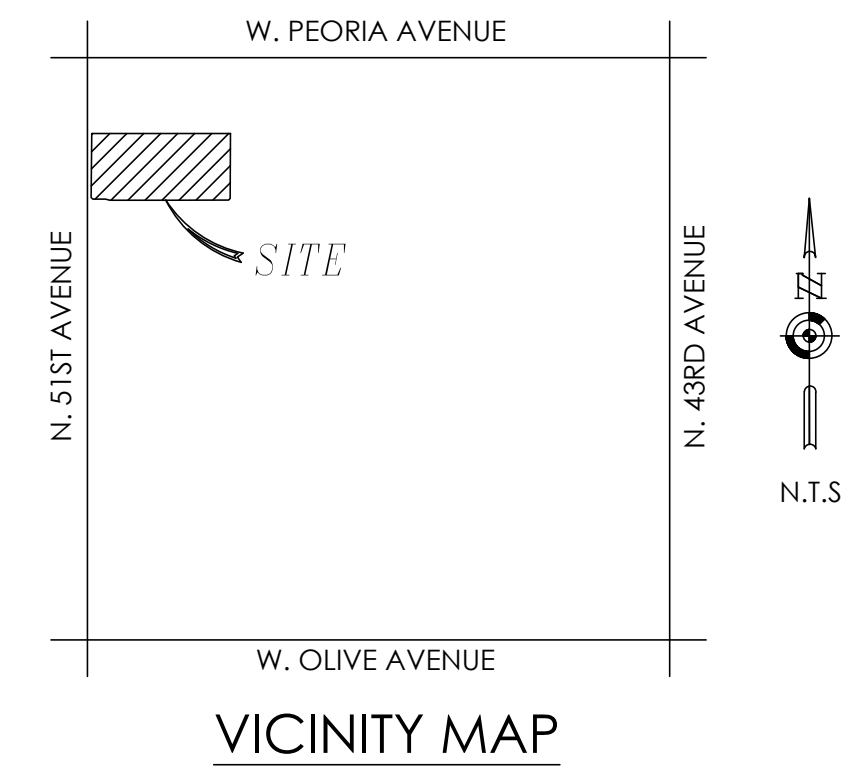 W. PEORIA AVENUE
N. 51ST AVENUE
SITE
N. 43RD AVENUE
N
N.T.S
W. OLIVE AVENUE
VICINITY MAP